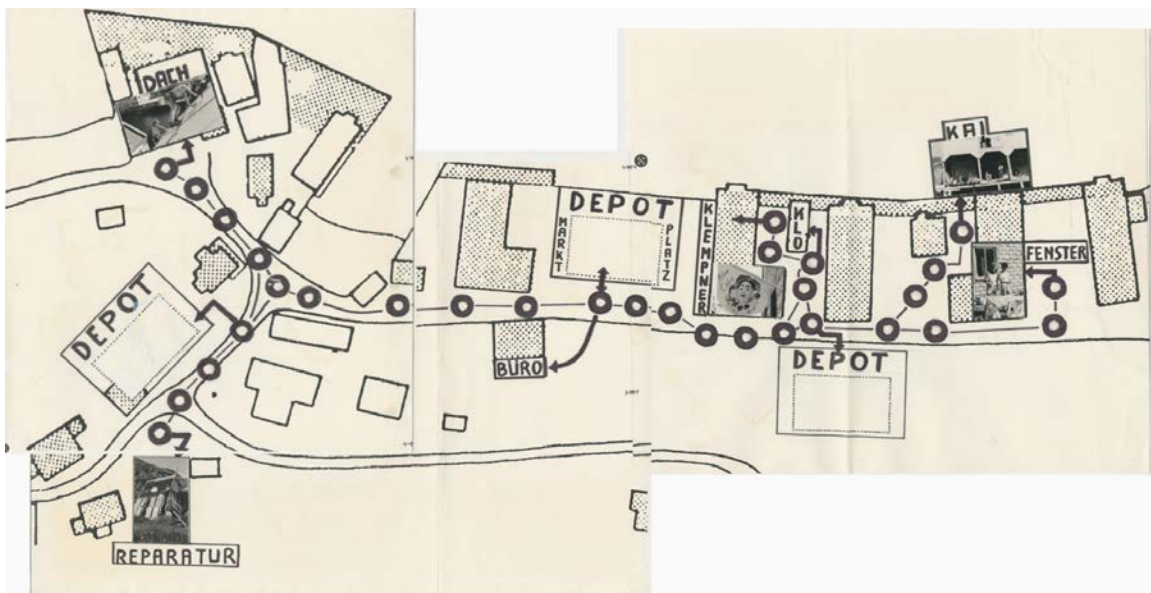 DACH
DEPOT
REPARATUR
BÜRO
DEPOT
MARKT
PLATZ
KLEMPNER
KLO
DEPOT
KAI
FENSTER